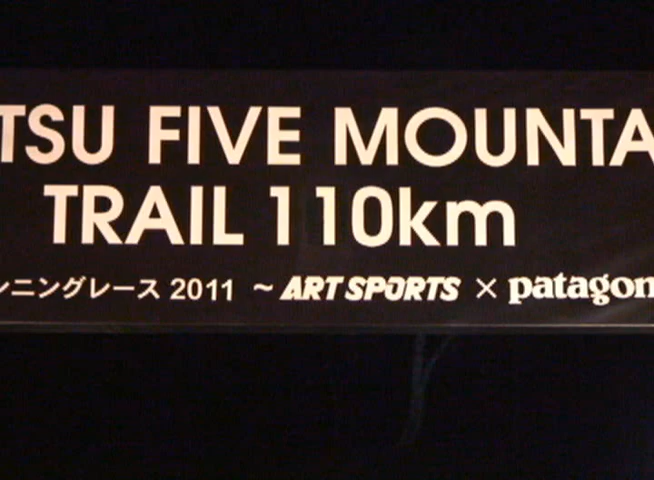 TSU FIVE MOUNTA
TRAIL 110km
ンニングレース 2011 ~ ART SPORTS × patagon